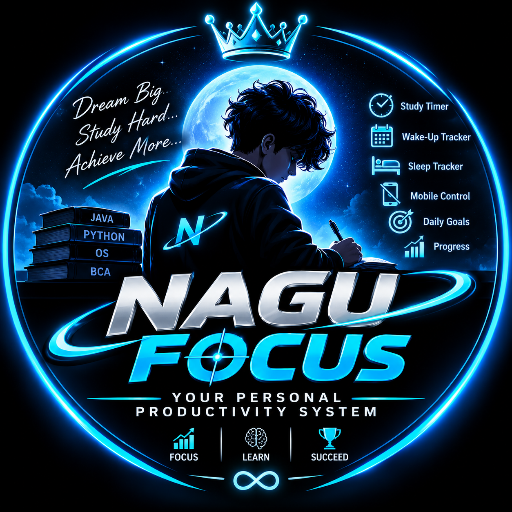 Dream Big..
Study Hard...
Achieve More...
Study Timer
Wake-Up Tracker
Sleep Tracker
Mobile Control
Daily Goals
Progress
JAVA
PYTHON
OS
BCA
N
NAGU
FOCUS
YOUR PERSONAL
PRODUCTIVITY SYSTEM
FOCUS
LEARN
SUCCEED